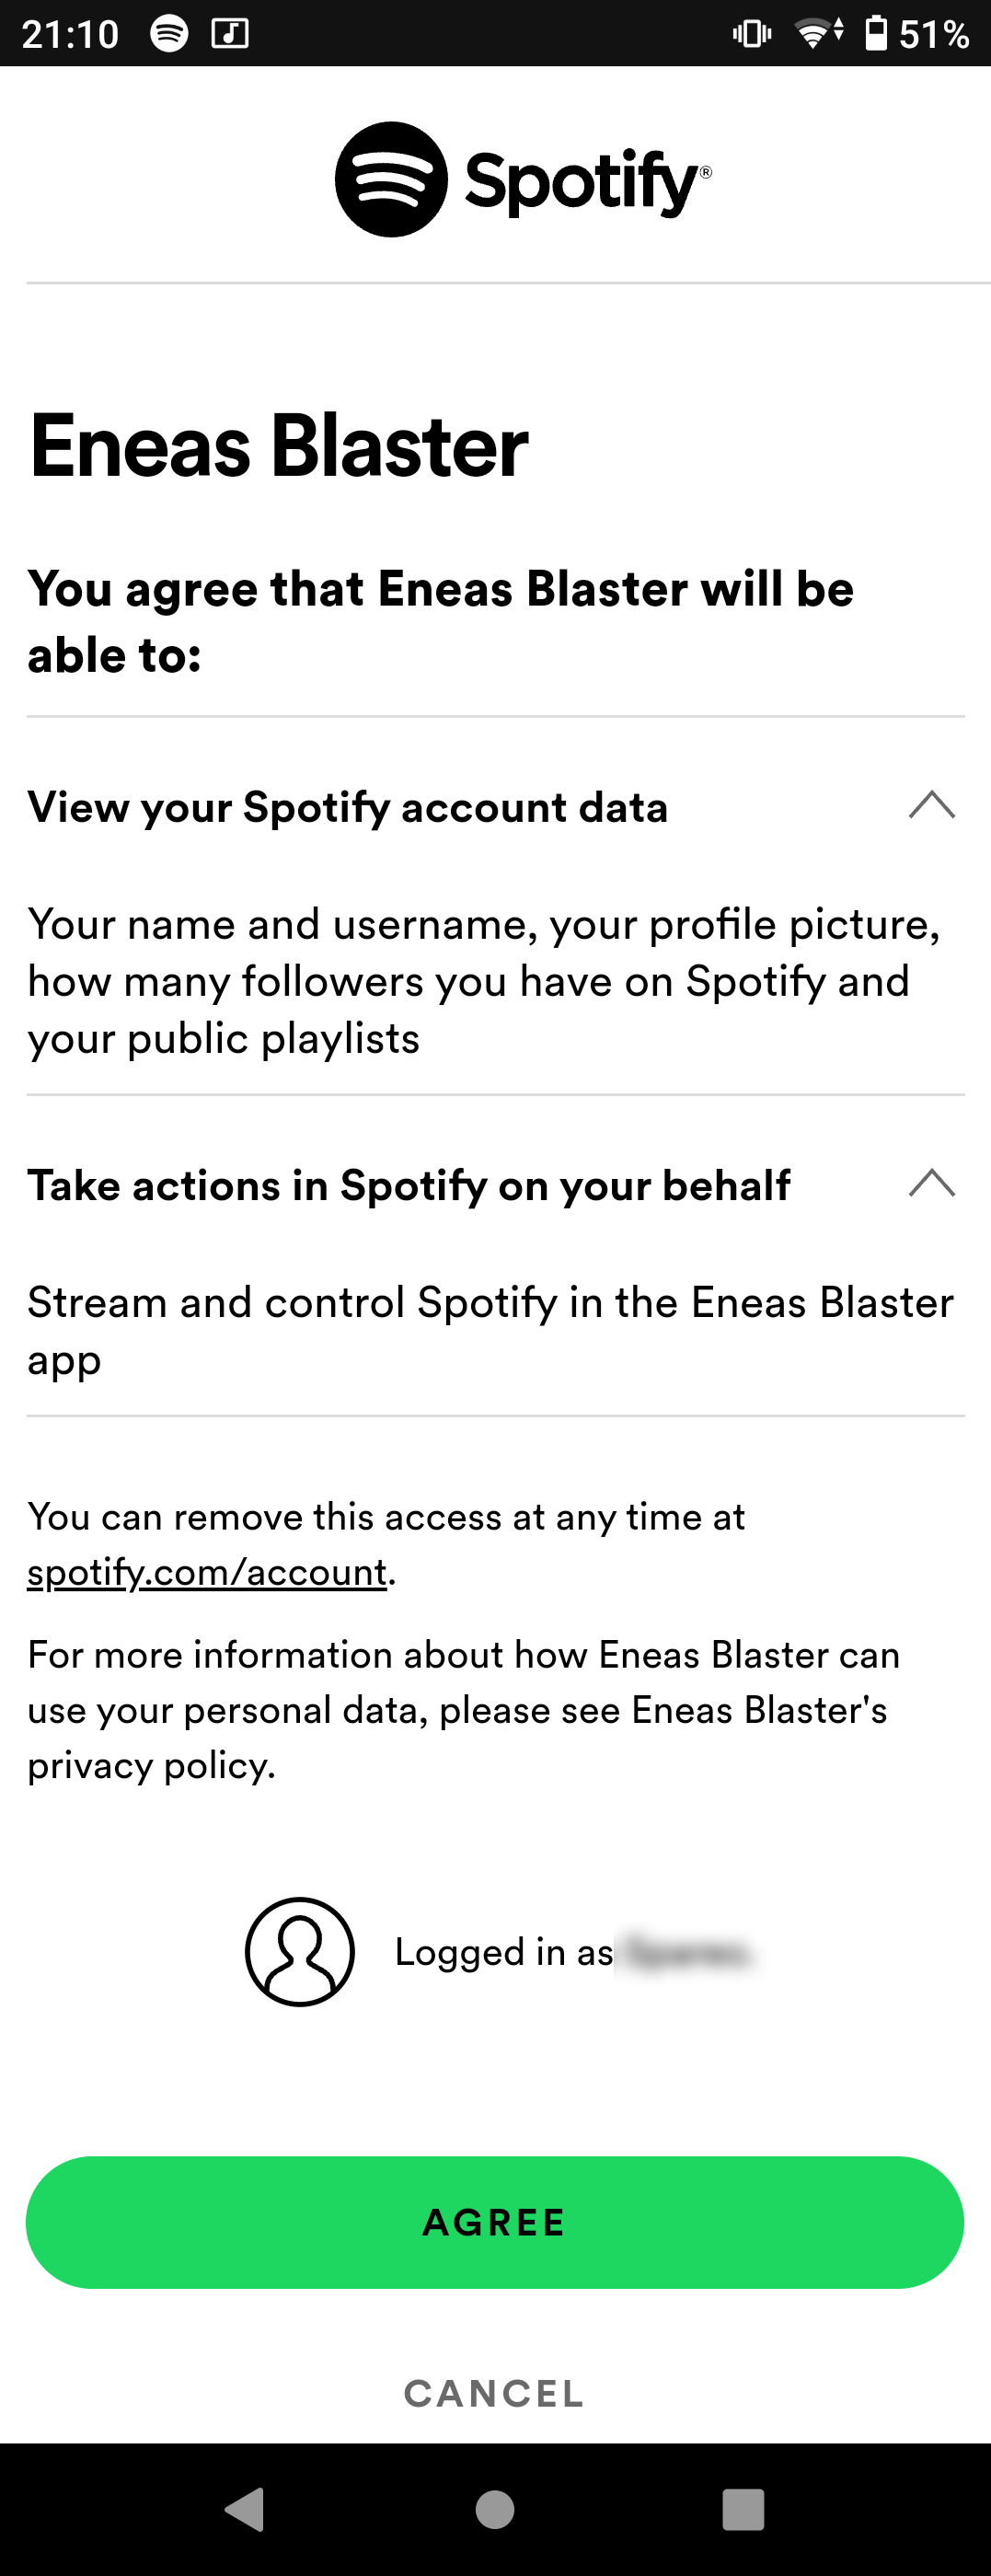 21:10 51%
Spotify®
Eneas Blaster
You agree that Eneas Blaster will be
able to:
View your Spotify account data
Your name and username, your profile picture,
how many followers you have on Spotify and
your public playlists
Take actions in Spotify on your behalf
Stream and control Spotify in the Eneas Blaster
app
You can remove this access at any time at
spotify.com/account.
For more information about how Eneas Blaster can
use your personal data, please see Eneas Blaster's
privacy policy.
Logged in as
AGREE
CANCEL